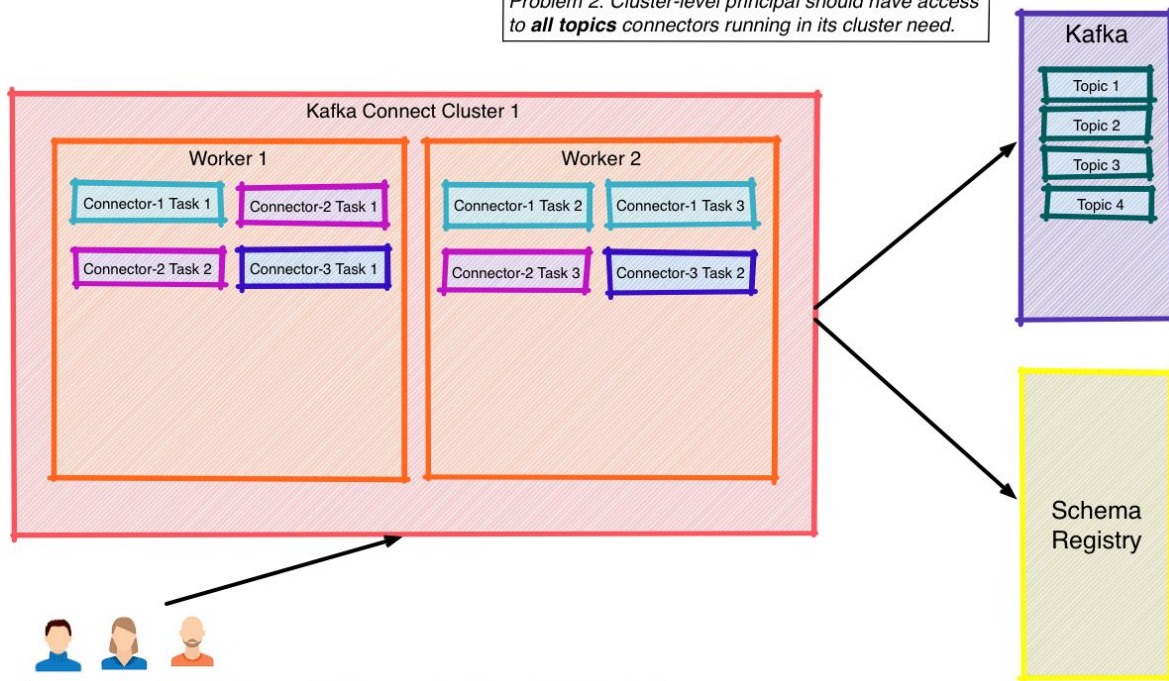 Problem 2: Cluster-level principal should have access
to all topics connectors running in its cluster need.
Kafka
Topic 1
Topic 2
Topic 3
Topic 4
Kafka Connect Cluster 1
Worker 1
Connector-1 Task 1
Connector-2 Task 1
Connector-2 Task 2
Connector-3 Task 1
Worker 2
Connector-1 Task 2
Connector-1 Task 3
Connector-2 Task 3
Connector-3 Task 2
Schema
Registry